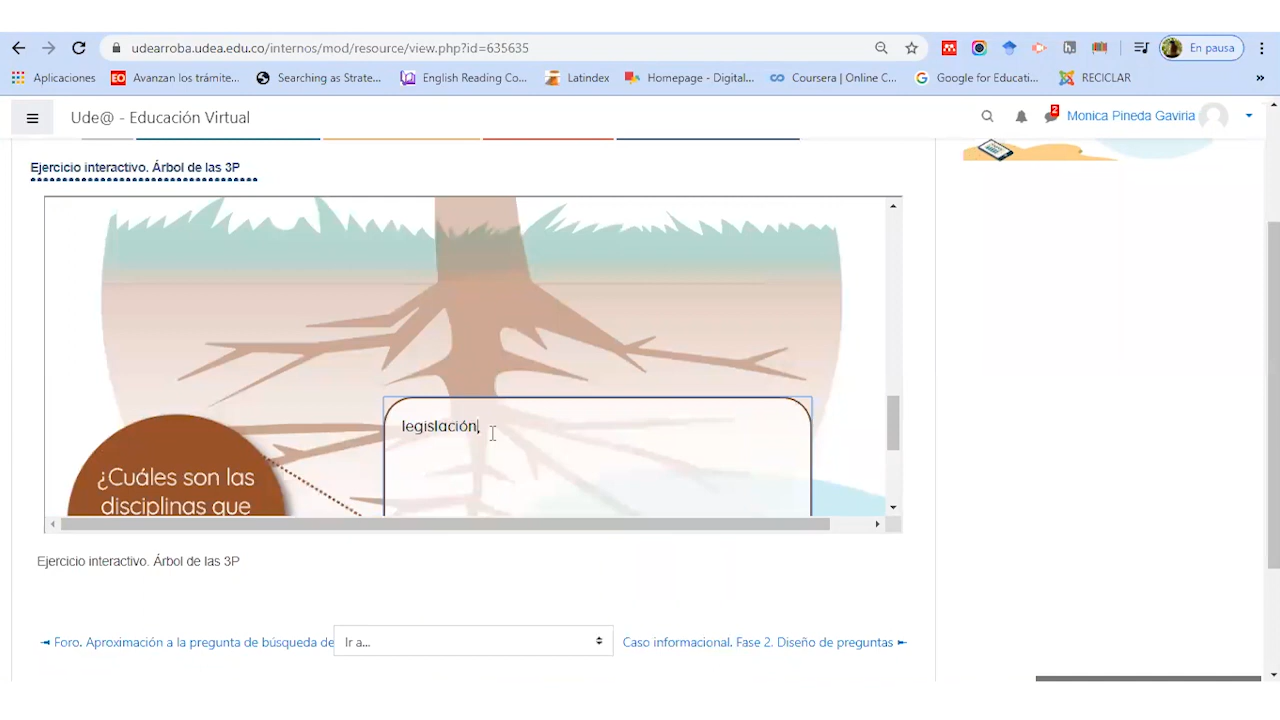 udearroba.udea.edu.co/internos/mod/resource/view.php?id=635635
En pausa
Aplicaciones
EO Avanzan los trámite...
Searching as Strate...
English Reading Co...
Latindex
Homepage - Digital...
Coursera | Online C...
Google for Educati...
RECICLAR
»
Ude@ - Educación Virtual
2
Monica Pineda Gaviria
Ejercicio interactivo. Árbol de las 3P
legislación,
¿Cuáles son las
disciplinas que
Ejercicio interactivo. Árbol de las 3P
Foro. Aproximación a la pregunta de búsqueda de
Ir a...
Caso informacional. Fase 2. Diseño de preguntas